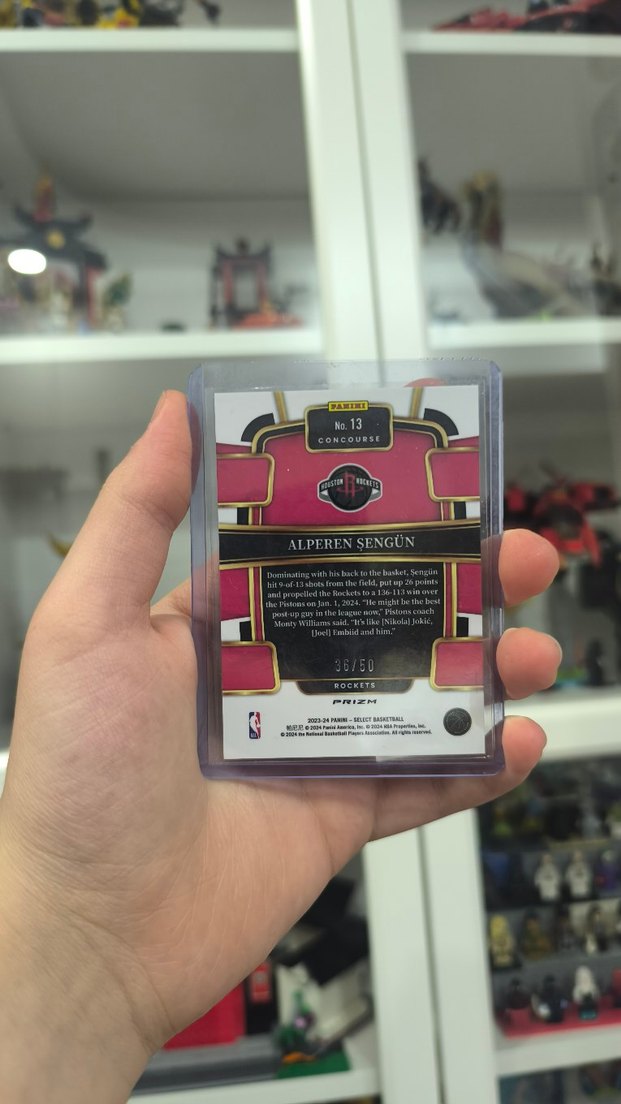 PANINI
No. 13
CONCOURSE
HOUSTON ROCKETS
ALPEREN ŞENGÜN
Dominating with his back to the basket, Şengün
hit 9-of-13 shots from the field, put up 26 points
and propelled the Rockets to a 136-113 win over
the Pistons on Jan. 1, 2024. “He might be the best
post-up guy in the league now,” Pistons coach
Monty Williams said. “It's like [Nikola] Jokić,
[Joel] Embiid and him.”
36/50
ROCKETS
PRIZM
2023-24 PANINI – SELECT BASKETBALL
帕尼尼 © 2024 Panini America, Inc. © 2024 NBA Properties, Inc.
© 2024 the National Basketball Players Association. All rights reserved.